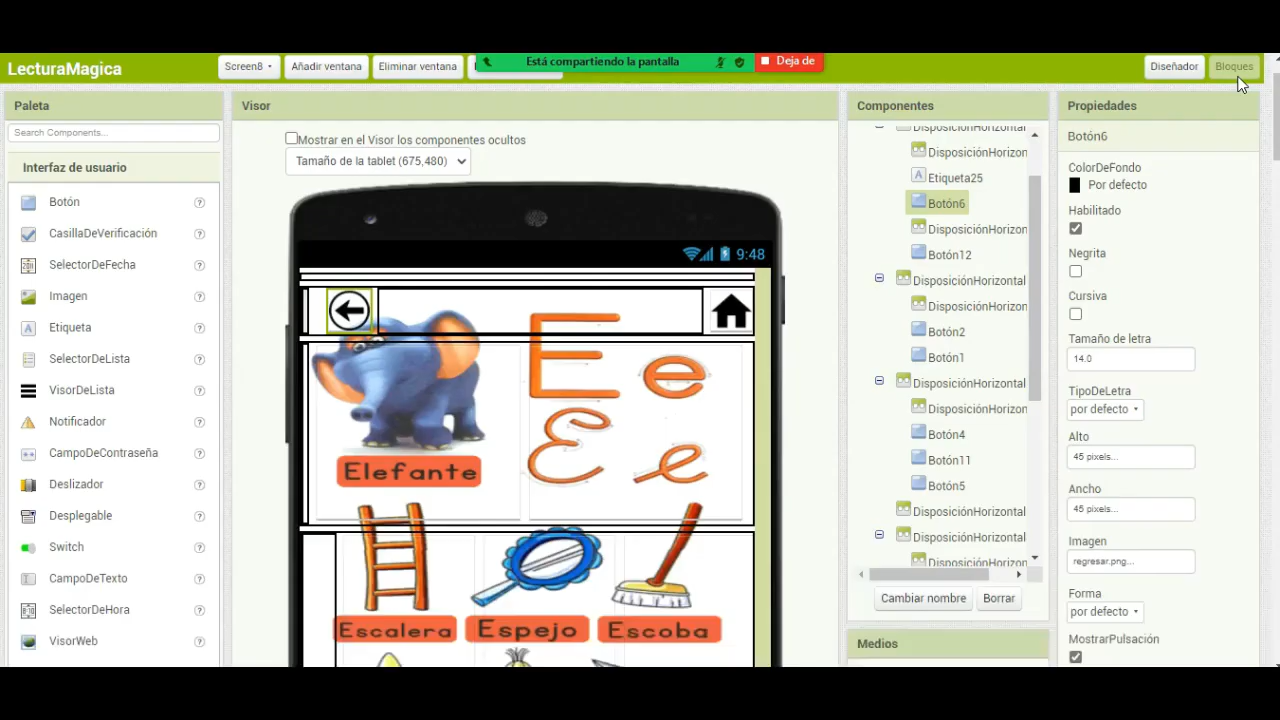 LecturaMagica
Screen8
Añadir ventana
Eliminar ventana
Está compartiendo la pantalla
Deja de
Diseñador
Bloques
Paleta
Visor
Componentes
Propiedades
Search Components...
Interfaz de usuario
Botón
CasillaDeVerificación
SelectorDeFecha
Imagen
Etiqueta
SelectorDeLista
VisorDeLista
Notificador
CampoDeContraseña
Deslizador
Desplegable
Switch
CampoDeTexto
SelectorDeHora
VisorWeb
Mostrar en el Visor los componentes ocultos
Tamaño de la tablet (675,480)
9:48
E e
E e
Elefante
Escalera
Espejo
Escoba
DisposiciónHorizontal
DisposiciónHorizon
Etiqueta25
Botón6
DisposiciónHorizon
Botón12
DisposiciónHorizontal
DisposiciónHorizon
Botón2
Botón1
DisposiciónHorizontal
DisposiciónHorizon
Botón4
Botón11
Botón5
DisposiciónHorizontal
DisposiciónHorizontal
DisposiciónHorizon
Cambiar nombre
Borrar
Medios
Botón6
ColorDeFondo
Por defecto
Habilitado
Negrita
Cursiva
Tamaño de letra
14.0
TipoDeLetra
por defecto
Alto
45 pixels...
Ancho
45 pixels...
Imagen
regresar.png...
Forma
por defecto
MostrarPulsación